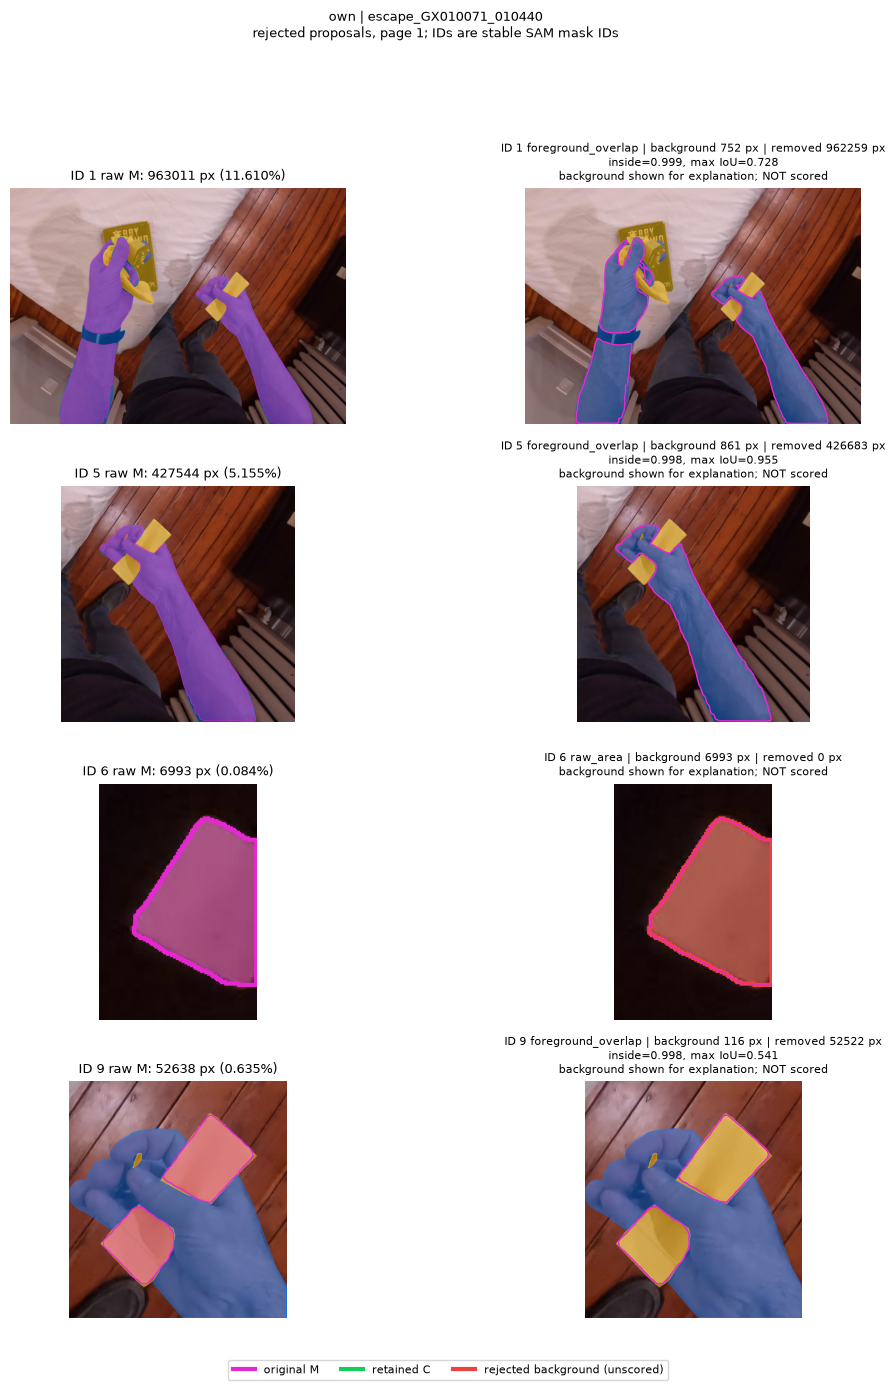 own | escape_GX010071_010440
rejected proposals, page 1; IDs are stable SAM mask IDs
ID 1 raw M: 963011 px (11.610%)
ID 1 foreground_overlap | background 752 px | removed 962259 px
inside=0.999, max IoU=0.728
background shown for explanation; NOT scored
ID 5 raw M: 427544 px (5.155%)
ID 5 foreground_overlap | background 861 px | removed 426683 px
inside=0.998, max IoU=0.955
background shown for explanation; NOT scored
ID 6 raw M: 6993 px (0.084%)
ID 6 raw_area | background 6993 px | removed 0 px
background shown for explanation; NOT scored
ID 9 raw M: 52638 px (0.635%)
ID 9 foreground_overlap | background 116 px | removed 52522 px
inside=0.998, max IoU=0.541
background shown for explanation; NOT scored
original M
retained C
rejected background (unscored)